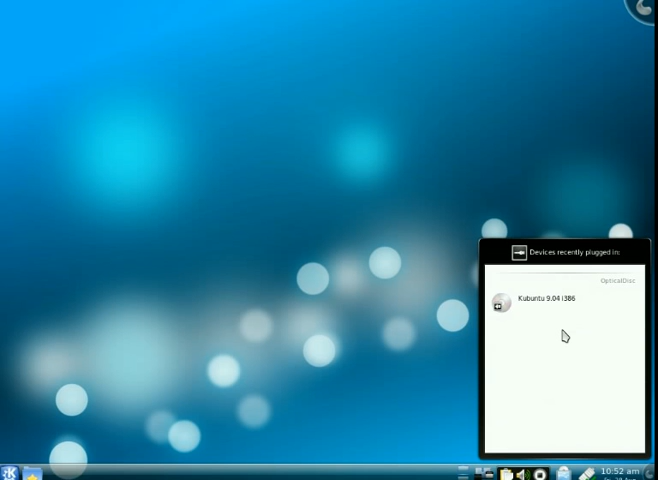 Devices recently plugged in:
OpticalDisc
Kubuntu 9.04 i386
10:52 am